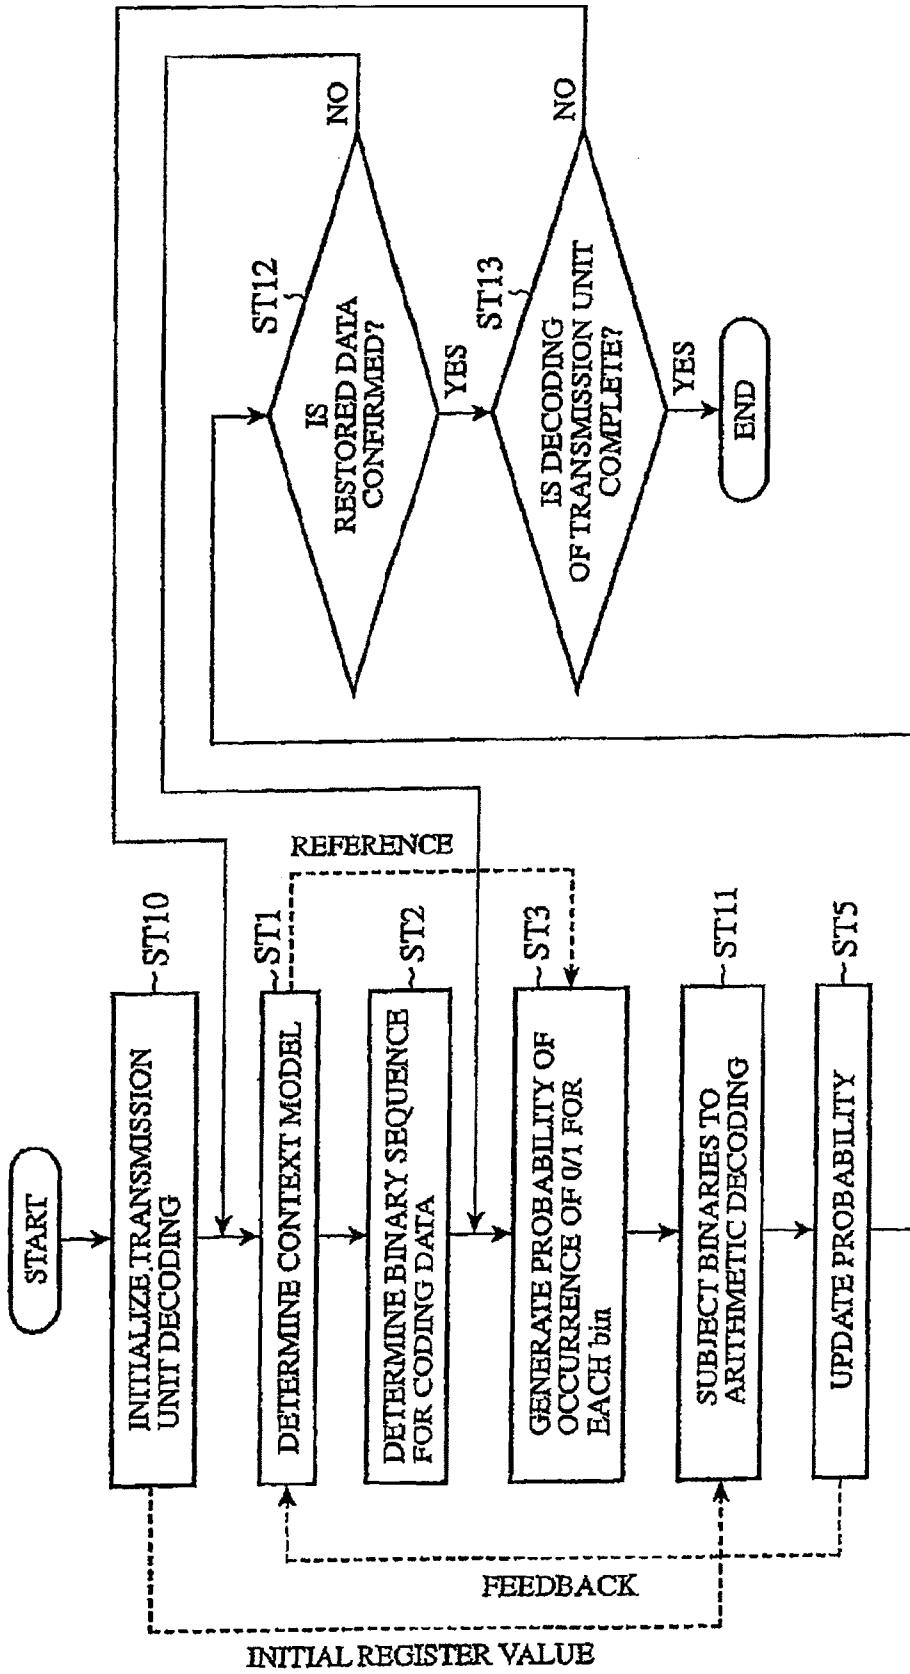 START
INITIALIZE TRANSMISSION
UNIT DECODING
ST10
DETERMINE CONTEXT MODEL
ST1
DETERMINE BINARY SEQUENCE
FOR CODING DATA
ST2
REFERENCE
GENERATE PROBABILITY OF
OCCURRENCE OF 0/1 FOR
EACH bin
ST3
SUBJECT BINARIES TO
ARITHMETIC DECODING
ST11
UPDATE PROBABILITY
ST5
FEEDBACK
INITIAL REGISTER VALUE
IS
RESTORED DATA
CONFIRMED?
ST12
NO
YES
IS DECODING
OF TRANSMISSION UNIT
COMPLETE?
ST13
NO
YES
END